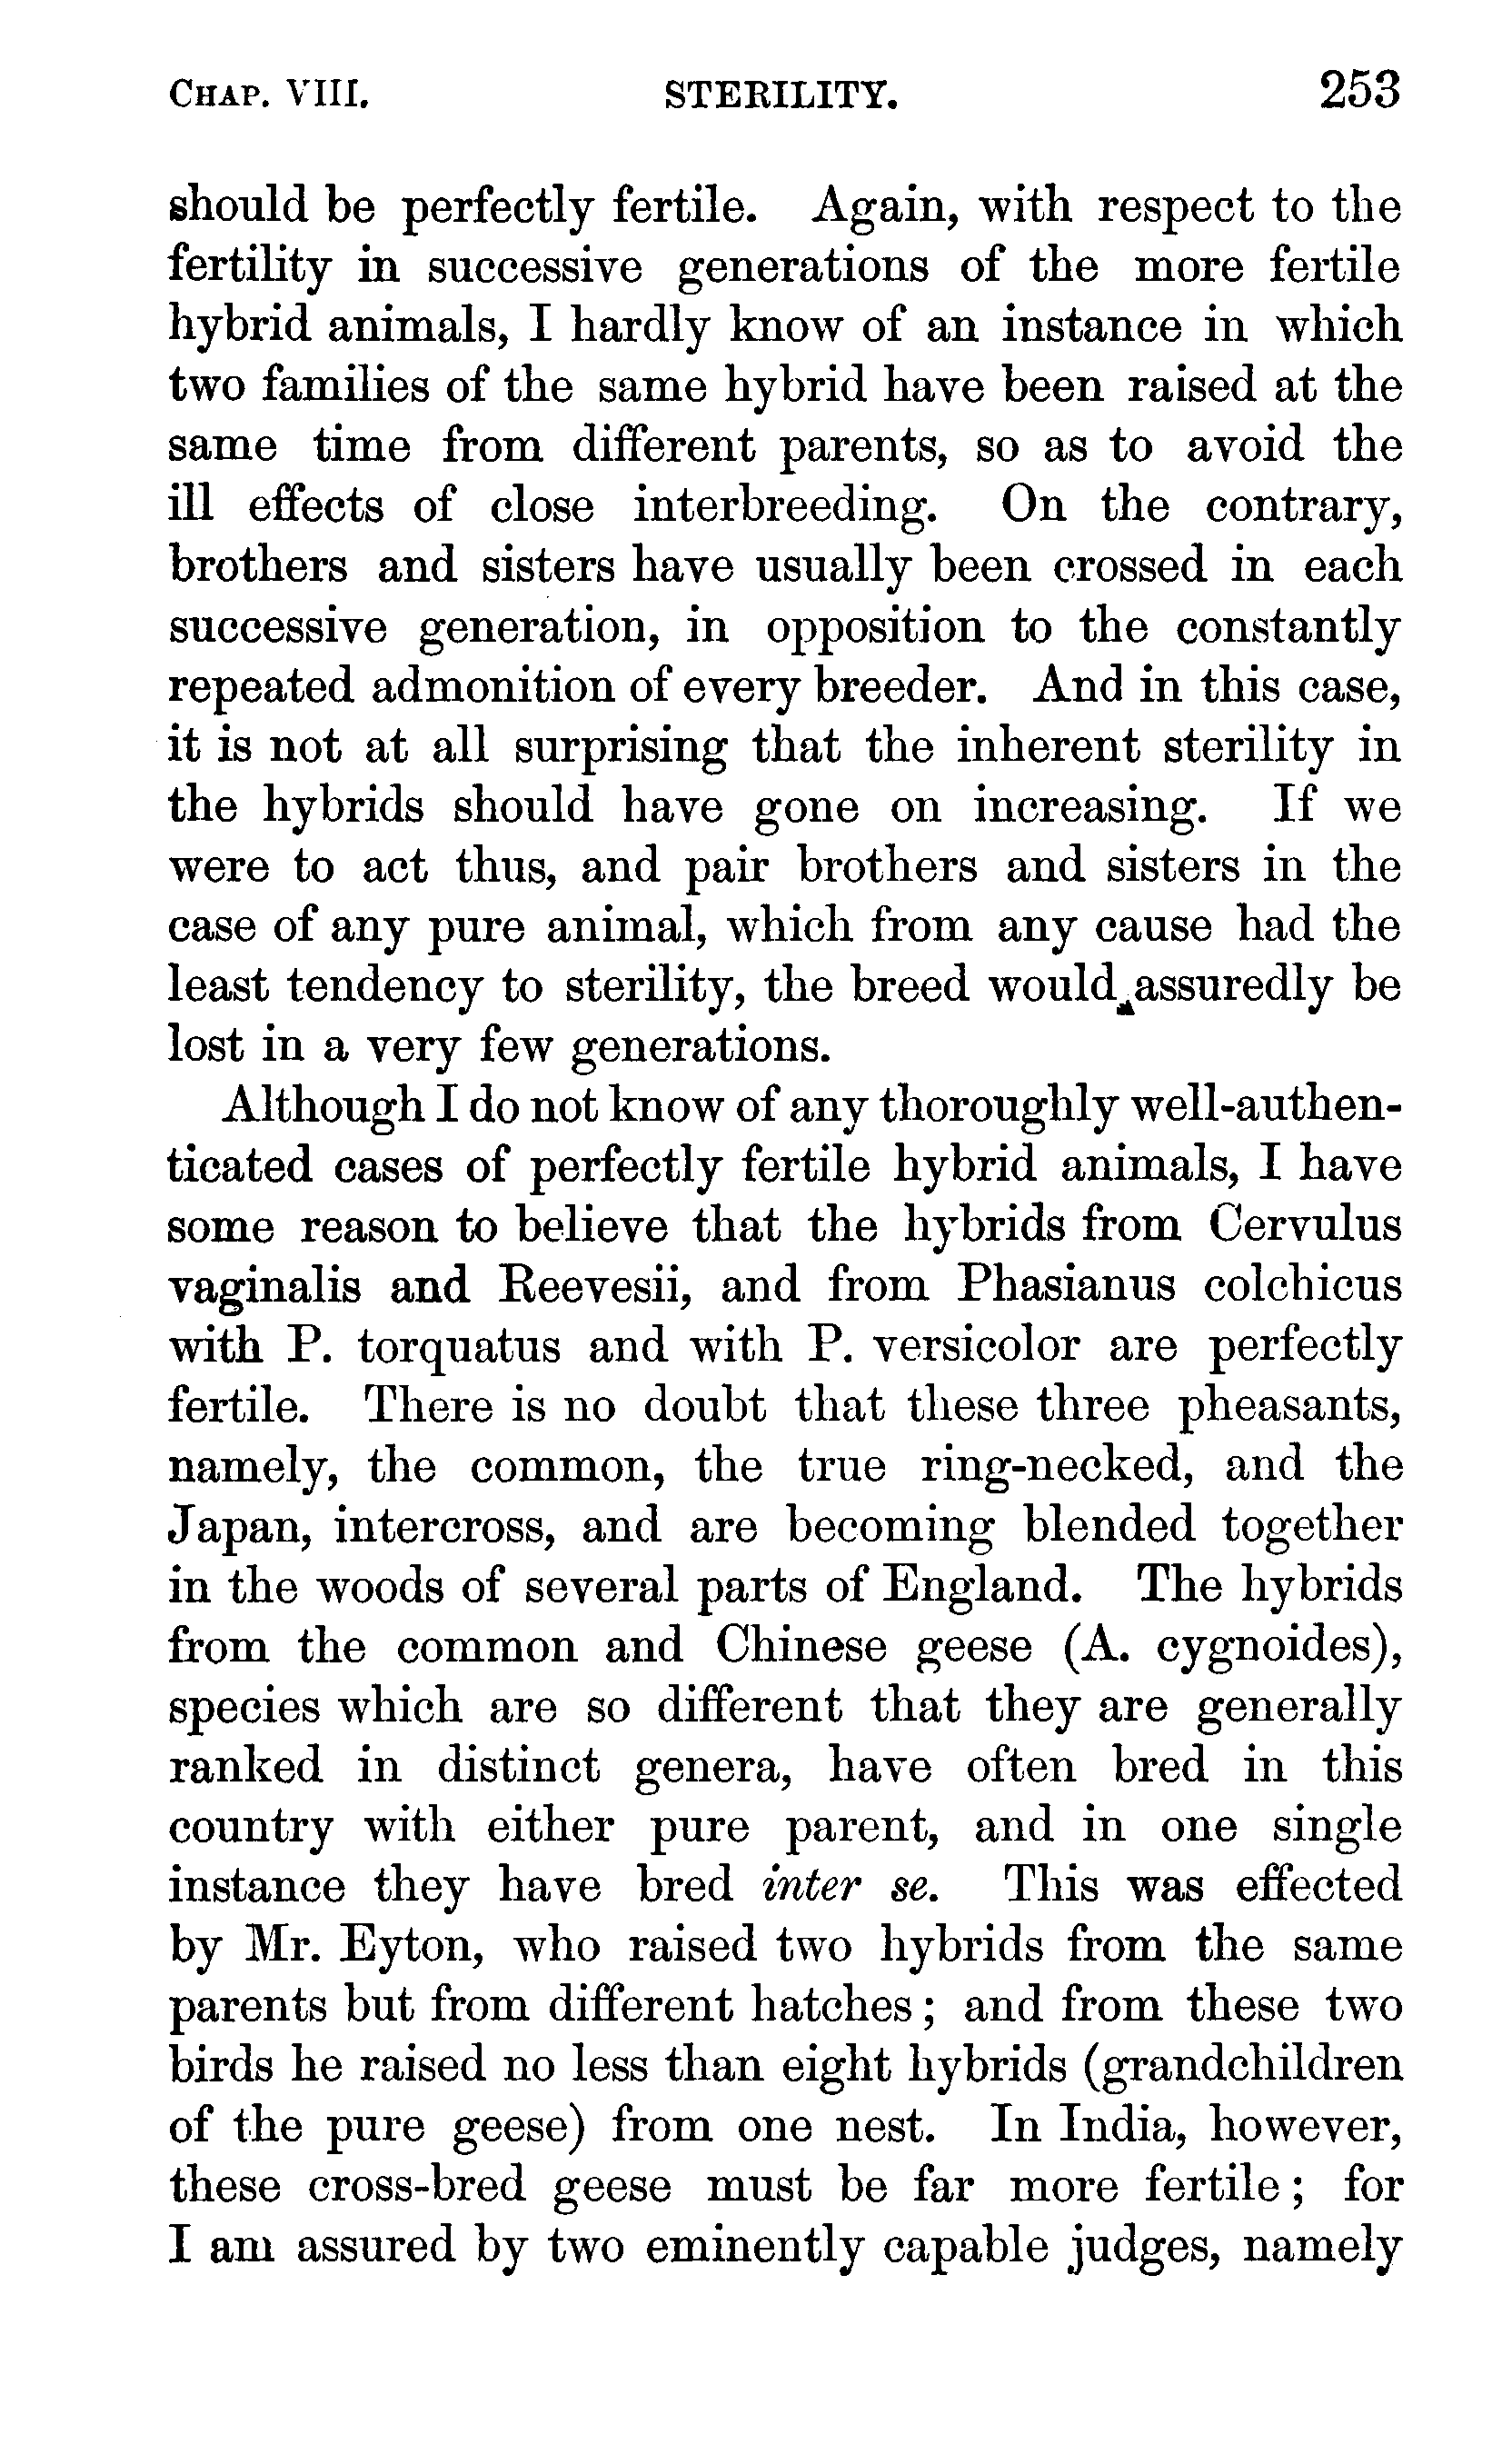 CHAP. VIII. STERILITY. 253
should be perfectly fertile. Again, with respect to the
fertility in successive generations of the more fertile
hybrid animals, I hardly know of an instance in which
two families of the same hybrid have been raised at the
same time from different parents, so as to avoid the
ill effects of close interbreeding. On the contrary,
brothers and sisters have usually been crossed in each
successive generation, in opposition to the constantly
repeated admonition of every breeder. And in this case,
it is not at all surprising that the inherent sterility in
the hybrids should have gone on increasing. If we
were to act thus, and pair brothers and sisters in the
case of any pure animal, which from any cause had the
least tendency to sterility, the breed would assuredly be
lost in a very few generations.
Although I do not know of any thoroughly well-authen-
ticated cases of perfectly fertile hybrid animals, I have
some reason to believe that the hybrids from Cervulus
vaginalis and Reevesii, and from Phasianus colchicus
with P. torquatus and with P. versicolor are perfectly
fertile. There is no doubt that these three pheasants,
namely, the common, the true ring-necked, and the
Japan, intercross, and are becoming blended together
in the woods of several parts of England. The hybrids
from the common and Chinese geese (A. cygnoides),
species which are so different that they are generally
ranked in distinct genera, have often bred in this
country with either pure parent, and in one single
instance they have bred inter se. This was effected
by Mr. Eyton, who raised two hybrids from the same
parents but from different hatches; and from these two
birds he raised no less than eight hybrids (grandchildren
of the pure geese) from one nest. In India, however,
these cross-bred geese must be far more fertile; for
I am assured by two eminently capable judges, namely